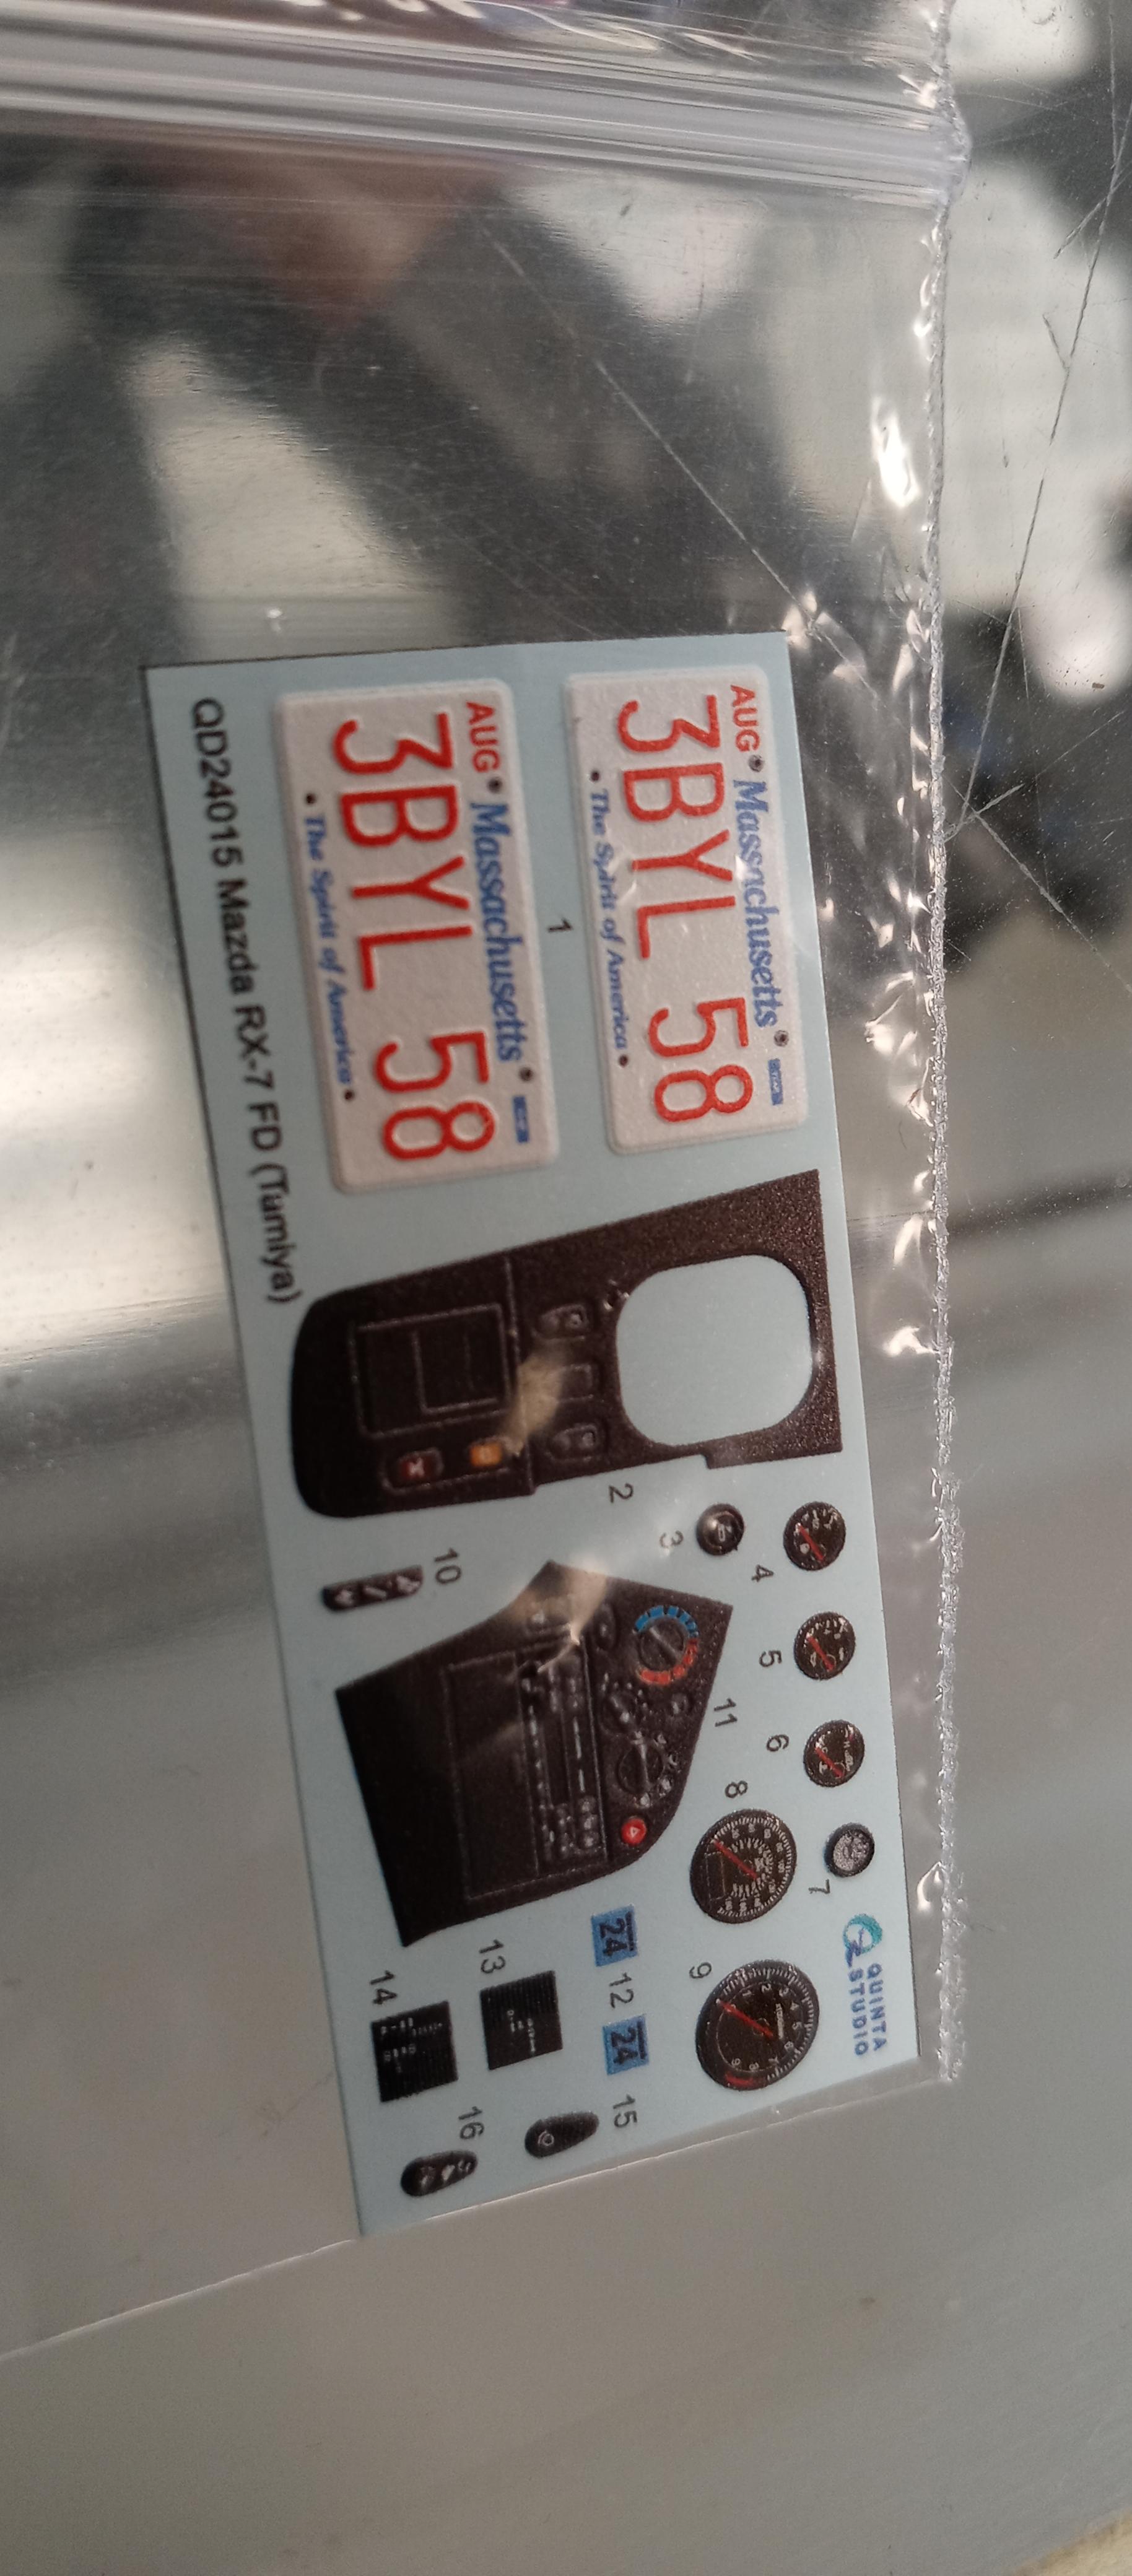 AUG Massachusetts
3BYL 58
The Spirit of America
1
AUG Massachusetts
3BYL 58
The Spirit of America
QD24015 Mazda RX-7 FD (Tamiya)
2
3
4
5
6
7
8
9
10
11
24
12
24
13
14
15
16
QUINTA
STUDIO